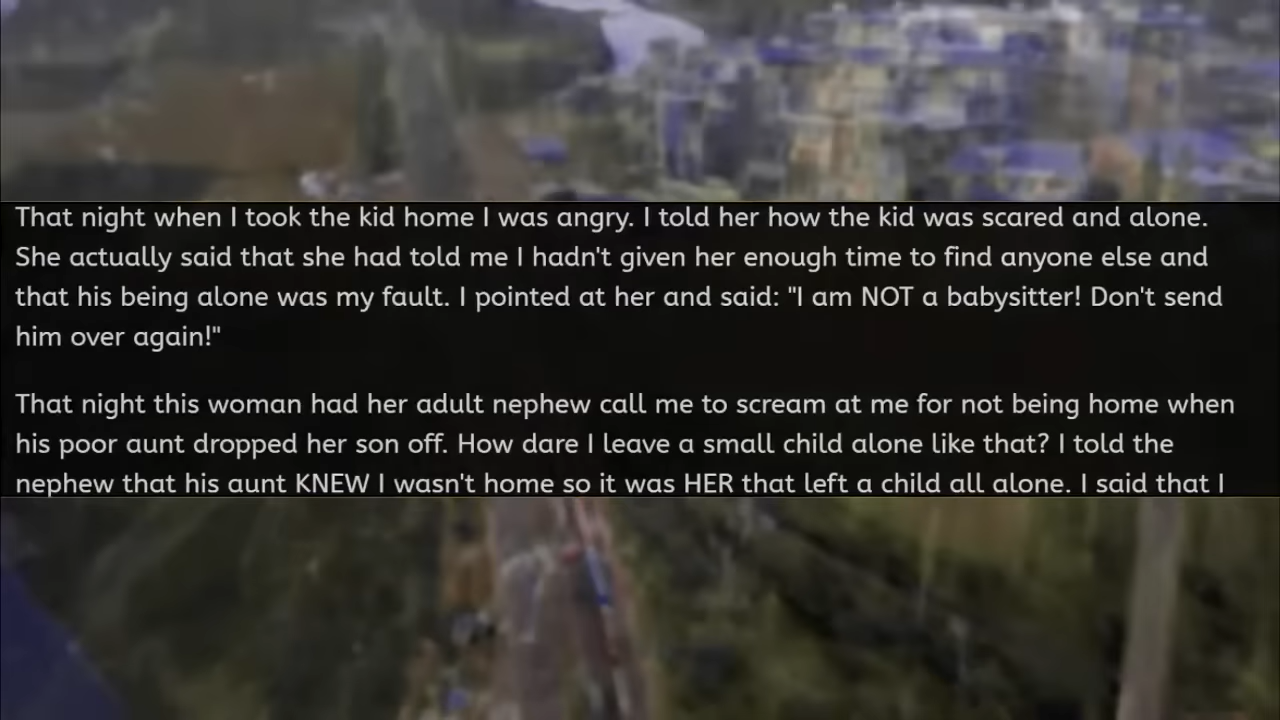 That night when I took the kid home I was angry. I told her how the kid was scared and alone.
She actually said that she had told me I hadn't given her enough time to find anyone else and
that his being alone was my fault. I pointed at her and said: "I am NOT a babysitter! Don't send
him over again!"
That night this woman had her adult nephew call me to scream at me for not being home when
his poor aunt dropped her son off. How dare I leave a small child alone like that? I told the
nephew that his aunt KNEW I wasn't home so it was HER that left a child all alone. I said that I